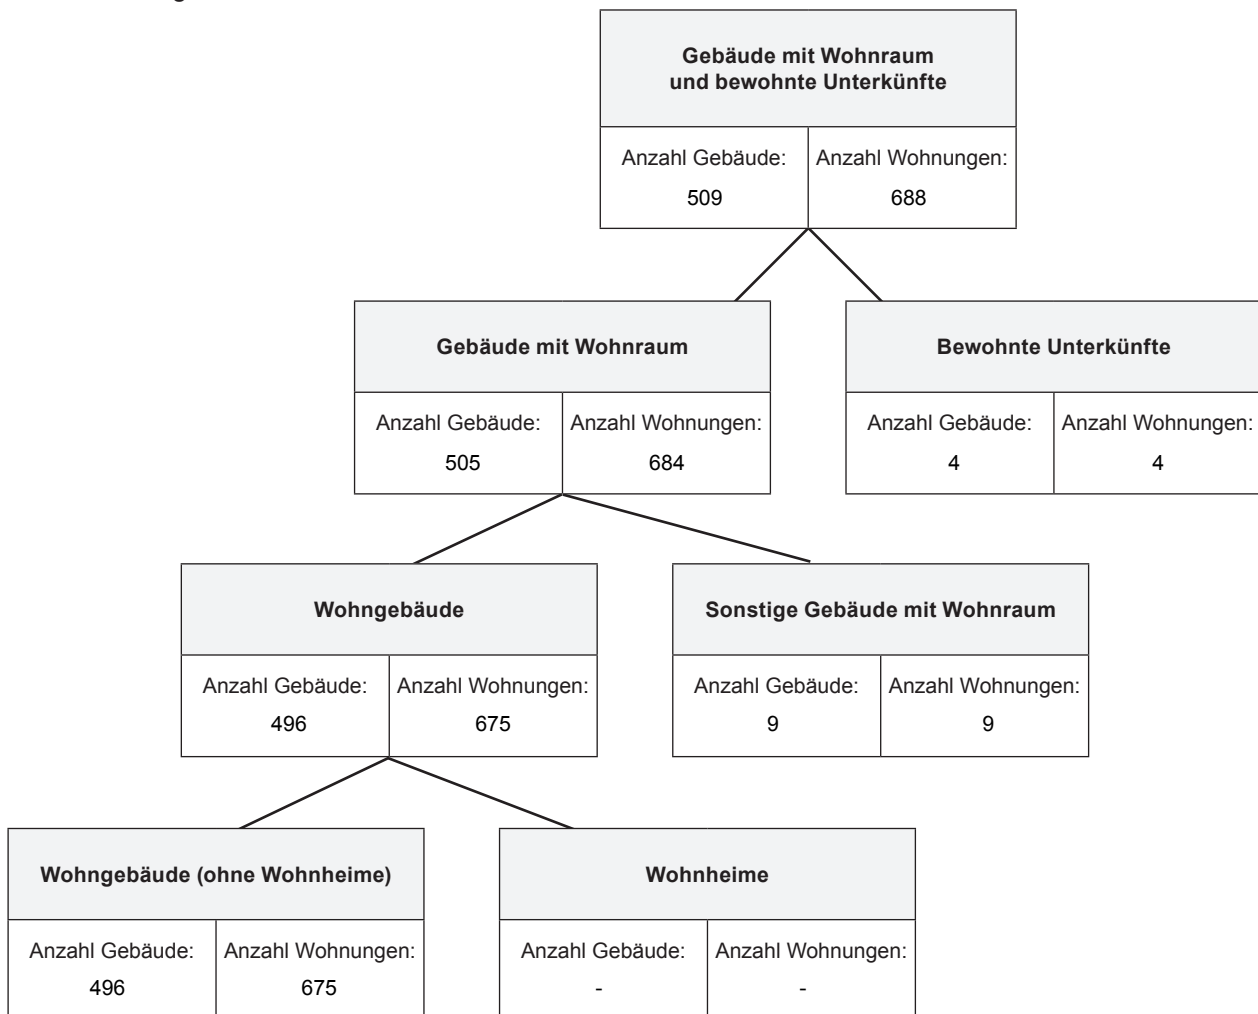 Gebäude mit Wohnraum
und bewohnte Unterkünfte
Anzahl Gebäude: Anzahl Wohnungen:
509 688
Gebäude mit Wohnraum
Anzahl Gebäude: Anzahl Wohnungen:
505 684
Bewohnte Unterkünfte
Anzahl Gebäude: Anzahl Wohnungen:
4 4
Wohngebäude
Anzahl Gebäude: Anzahl Wohnungen:
496 675
Sonstige Gebäude mit Wohnraum
Anzahl Gebäude: Anzahl Wohnungen:
9 9
Wohngebäude (ohne Wohnheime)
Anzahl Gebäude: Anzahl Wohnungen:
496 675
Wohnheime
Anzahl Gebäude: Anzahl Wohnungen:
- -